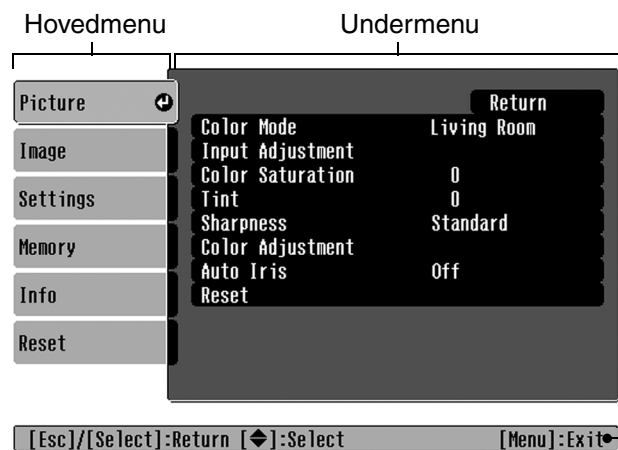 Hovedmenu
Undermenu
Picture
Image
Settings
Memory
Info
Reset
Return
Color Mode Living Room
Input Adjustment
Color Saturation 0
Tint 0
Sharpness Standard
Color Adjustment
Auto Iris Off
Reset
[Esc]/[Select]:Return [◆]:Select [Menu]:Exit